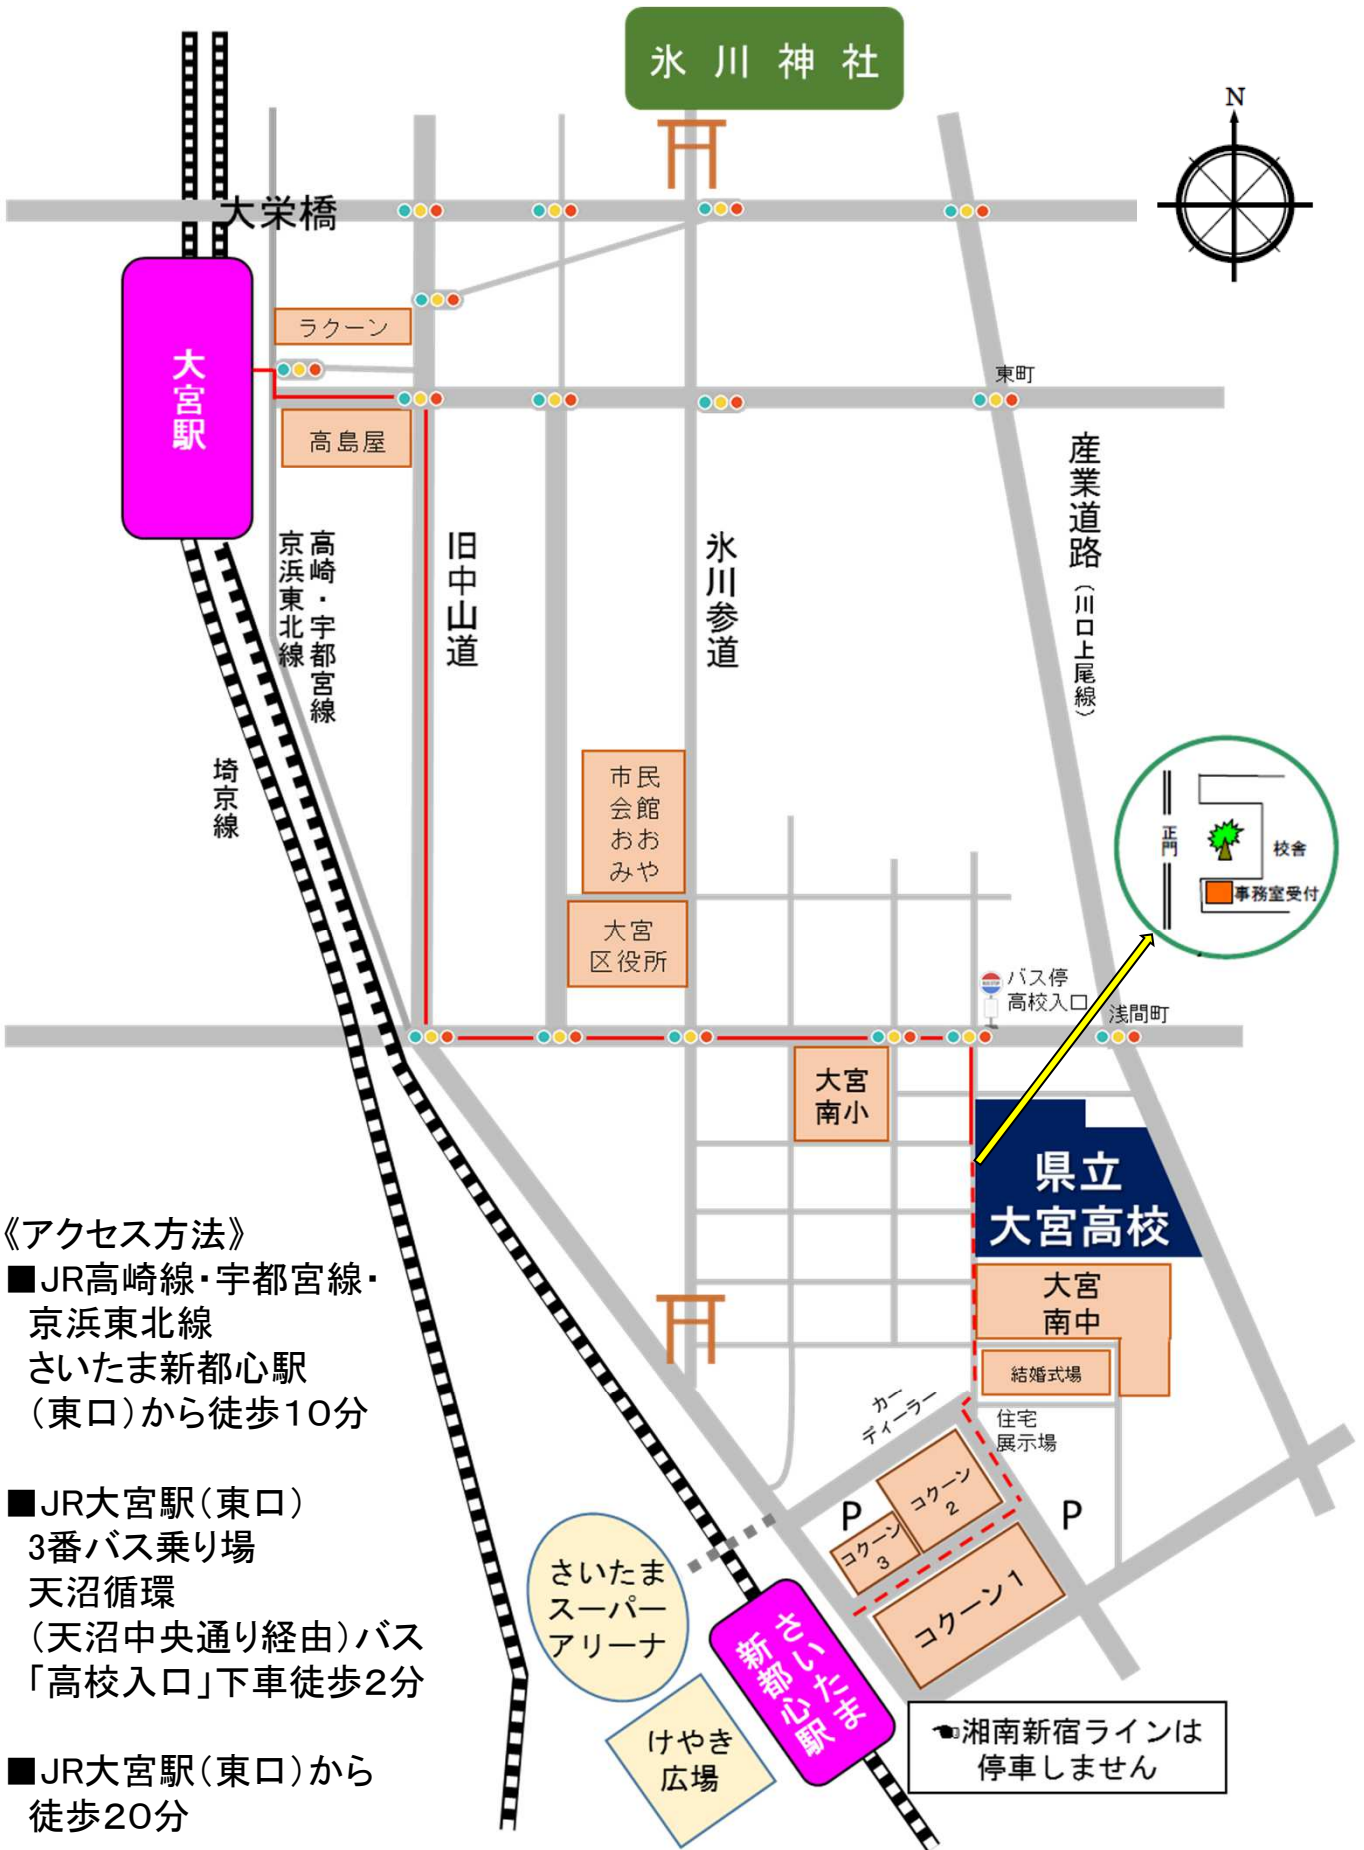 氷川神社
N
大栄橋
ラクーン
大宮駅
東町
高島屋
産業道路
（川口上尾線）
高崎・宇都宮線
京浜東北線
旧中山道
氷川参道
埼京線
市民
会館
おお
みや
正門
校舎
事務室受付
大宮
区役所
バス停
高校入口
浅間町
大宮
南小
県立
大宮高校
大宮
南中
結婚式場
カー
ディーラー
住宅
展示場
コクーン
2
P
コクーン
3
P
コクーン1
さいたま
スーパー
アリーナ
さいたま
新都心駅
けやき
広場
☚湘南新宿ラインは
停車しません
《アクセス方法》
■JR高崎線・宇都宮線・
京浜東北線
さいたま新都心駅
（東口）から徒歩10分
■JR大宮駅（東口）
3番バス乗り場
天沼循環
（天沼中央通り経由）バス
「高校入口」下車徒歩2分
■JR大宮駅（東口）から
徒歩20分